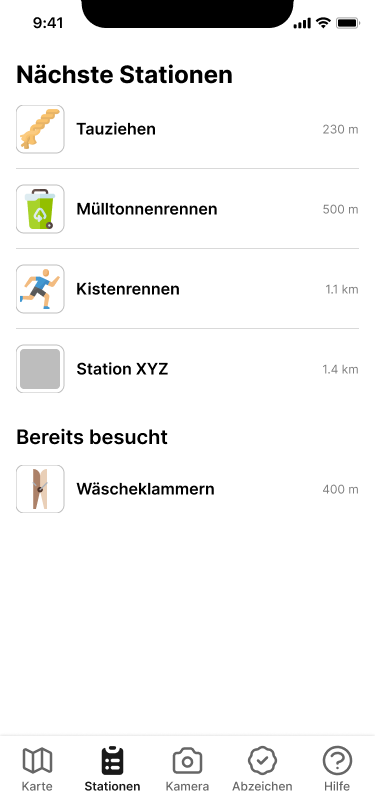 9:41
Nächste Stationen
Tauziehen 230 m
Mülltonnenrennen 500 m
Kistenrennen 1.1 km
Station XYZ 1.4 km
Bereits besucht
Wäscheklammern 400 m
Karte Stationen Kamera Abzeichen Hilfe